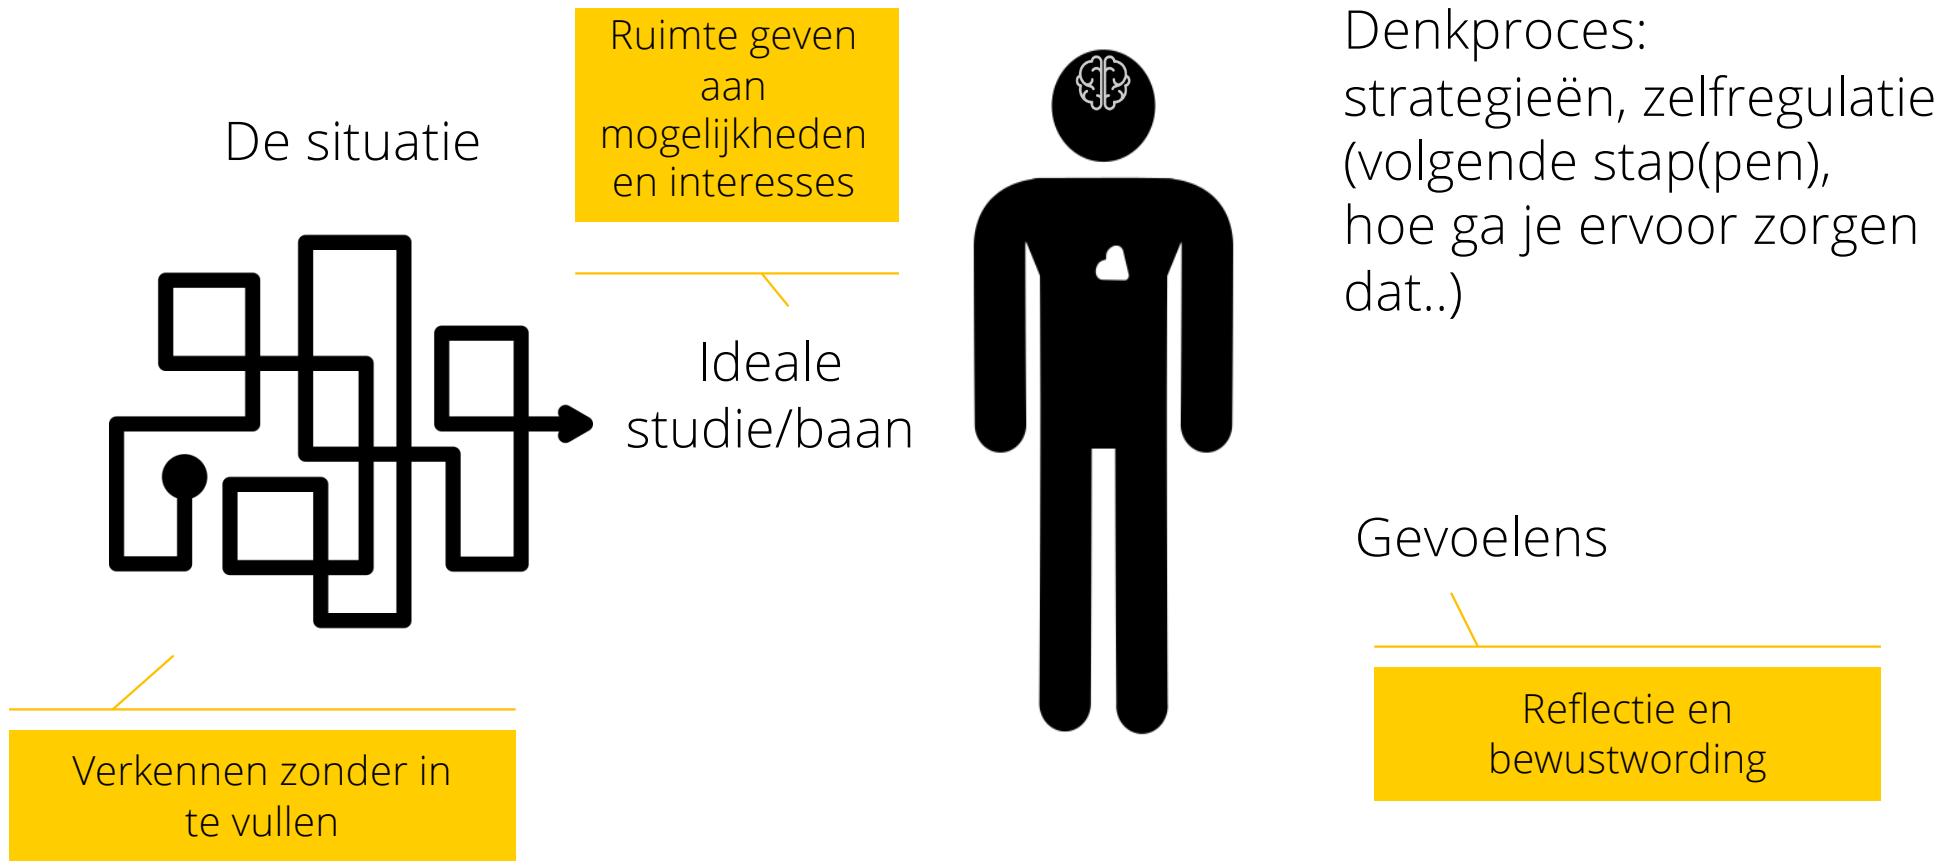 Ruimte geven
aan
mogelijkheden
en interesses
De situatie
Ideale
studie/baan
Verkennen zonder in
te vullen
Denkproces:
strategieën, zelfregulatie
(volgende stap(pen),
hoe ga je ervoor zorgen
dat..)
Gevoelens
Reflectie en
bewustwording